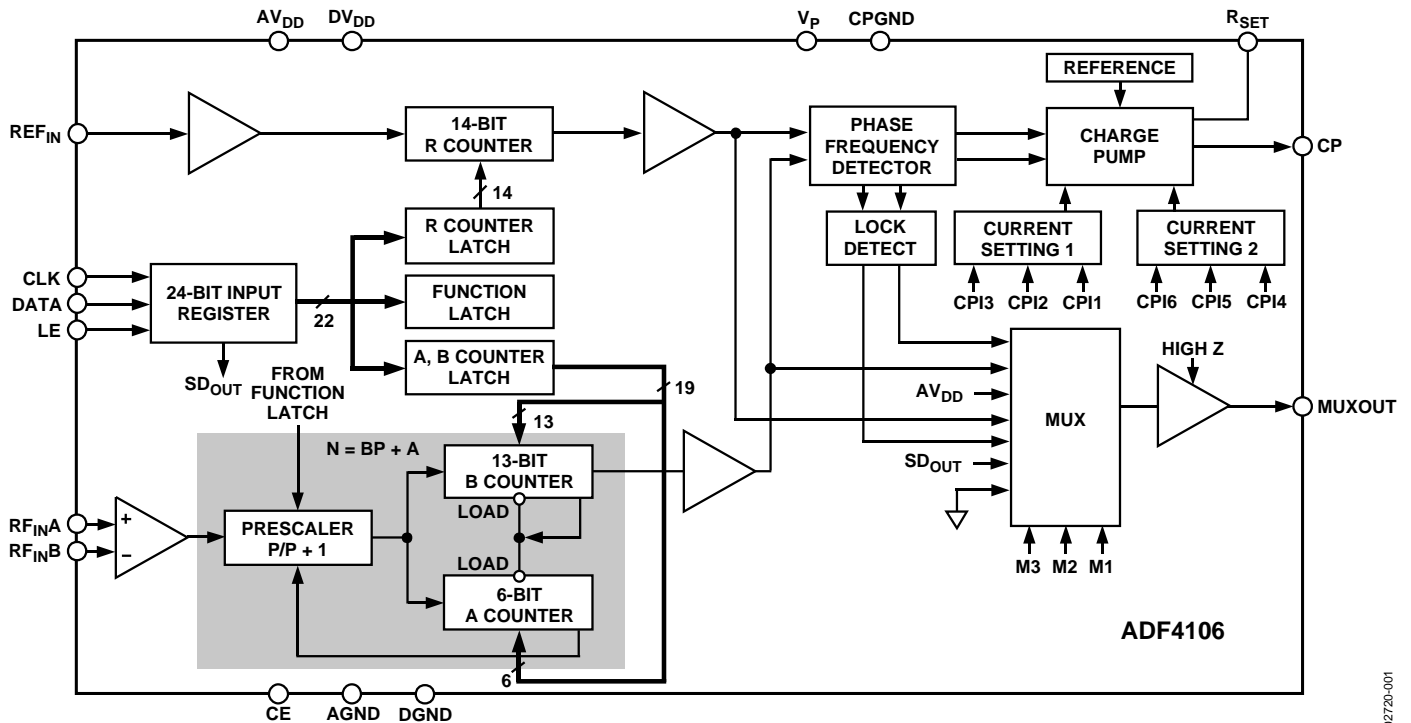 AVDD DVDD VP CPGND RSET
REFIN
14-BIT
R COUNTER
14
R COUNTER
LATCH
PHASE
FREQUENCY
DETECTOR
REFERENCE
CHARGE
PUMP
CP
LOCK
DETECT
CURRENT
SETTING 1
CURRENT
SETTING 2
CPI3 CPI2 CPI1 CPI6 CPI5 CPI4
CLK
DATA
LE
24-BIT INPUT
REGISTER
22
FUNCTION
LATCH
A, B COUNTER
LATCH
SDOUT
FROM
FUNCTION
LATCH
19
13
N = BP + A
13-BIT
B COUNTER
LOAD
RFINA
RFINB
+
−
PRESCALER
P/P + 1
LOAD
6-BIT
A COUNTER
6
AVDD
SDOUT
MUX
HIGH Z
MUXOUT
M3 M2 M1
ADF4106
CE AGND DGND
02720-001